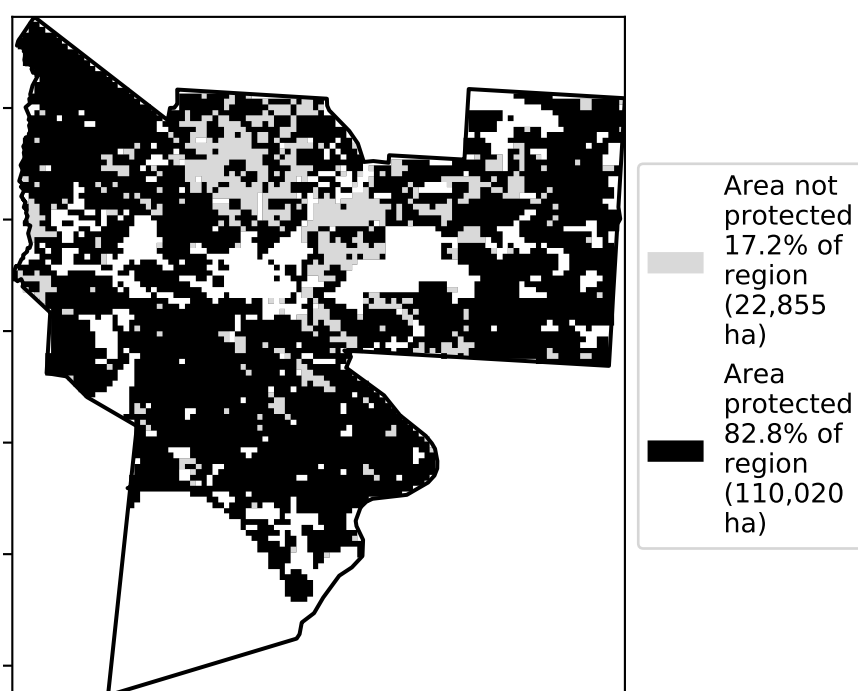 Area not
protected
17.2% of
region
(22,855
ha)
Area
protected
82.8% of
region
(110,020
ha)